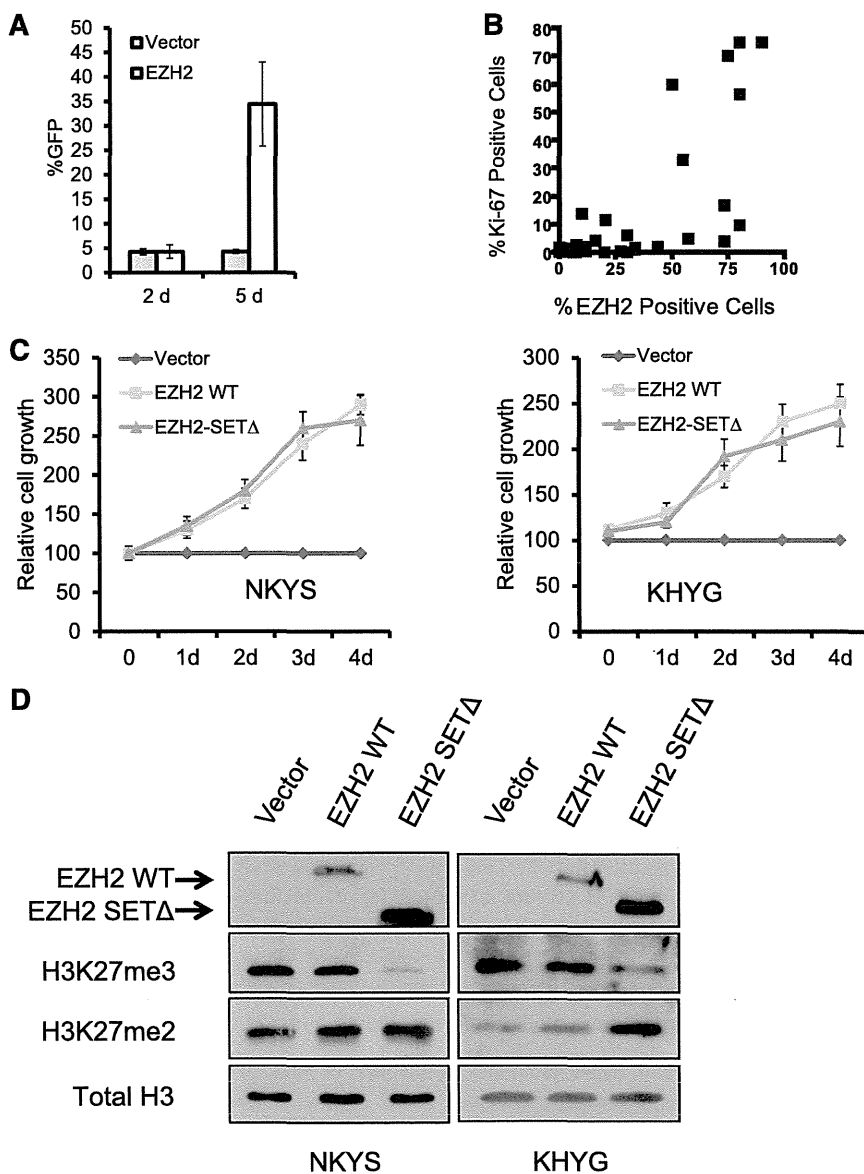 A
50
45
40
35
30
25
20
15
10
5
0
%GFP
Vector
EZH2
2 d
5 d
B
80
70
60
50
40
30
20
10
0
% Ki-67 Positive Cells
0
25
50
75
100
% EZH2 Positive Cells
C
350
300
250
200
150
100
50
0
Relative cell growth
Vector
EZH2 WT
EZH2-SETΔ
NKYS
0
1d
2d
3d
4d
300
250
200
150
100
50
0
Relative cell growth
Vector
EZH2 WT
EZH2-SETΔ
KHYG
0
1d
2d
3d
4d
D
Vector
EZH2 WT
EZH2 SETΔ
Vector
EZH2 WT
EZH2 SETΔ
EZH2 WT
EZH2 SETΔ
H3K27me3
H3K27me2
Total H3
NKYS
KHYG